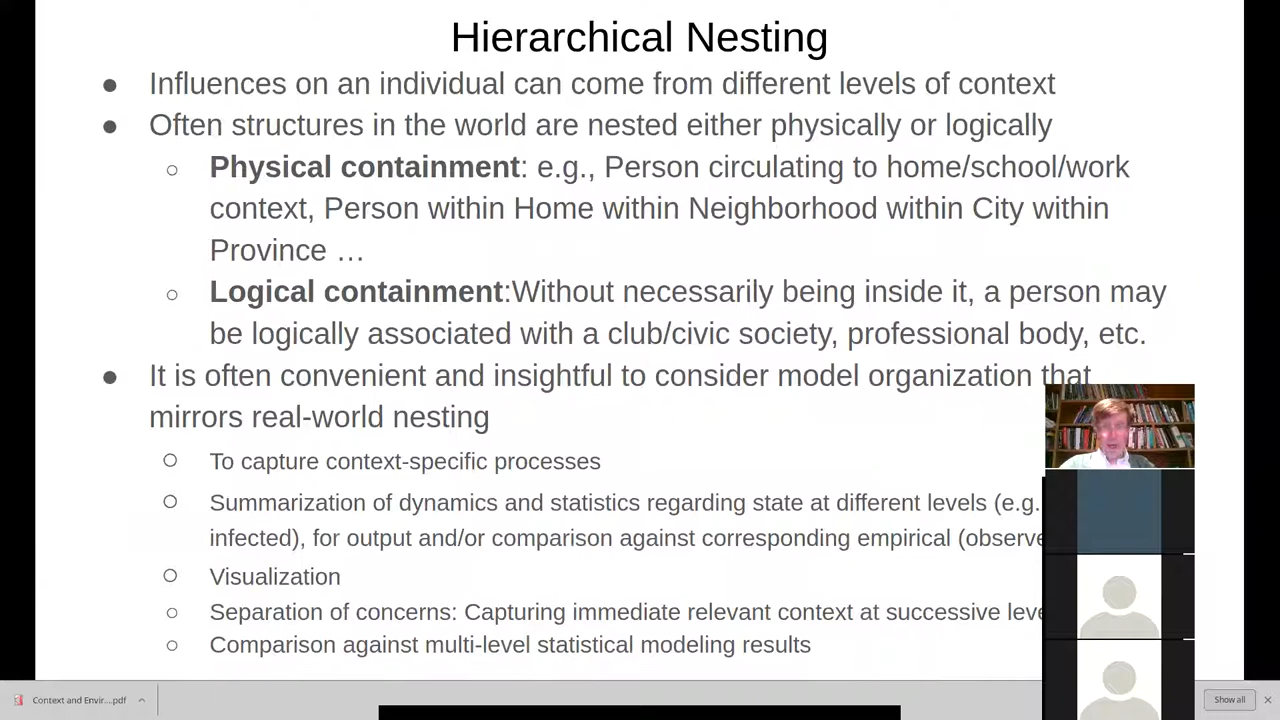 Hierarchical Nesting
● Influences on an individual can come from different levels of context
● Often structures in the world are nested either physically or logically
○ Physical containment: e.g., Person circulating to home/school/work
context, Person within Home within Neighborhood within City within
Province …
○ Logical containment:Without necessarily being inside it, a person may
be logically associated with a club/civic society, professional body, etc.
● It is often convenient and insightful to consider model organization that
mirrors real-world nesting
○ To capture context-specific processes
○ Summarization of dynamics and statistics regarding state at different levels (e.g.
infected), for output and/or comparison against corresponding empirical
○ Visualization
○ Separation of concerns: Capturing immediate relevant context at successive
○ Comparison against multi-level statistical modeling results
Context and Envir....pdf
Show all